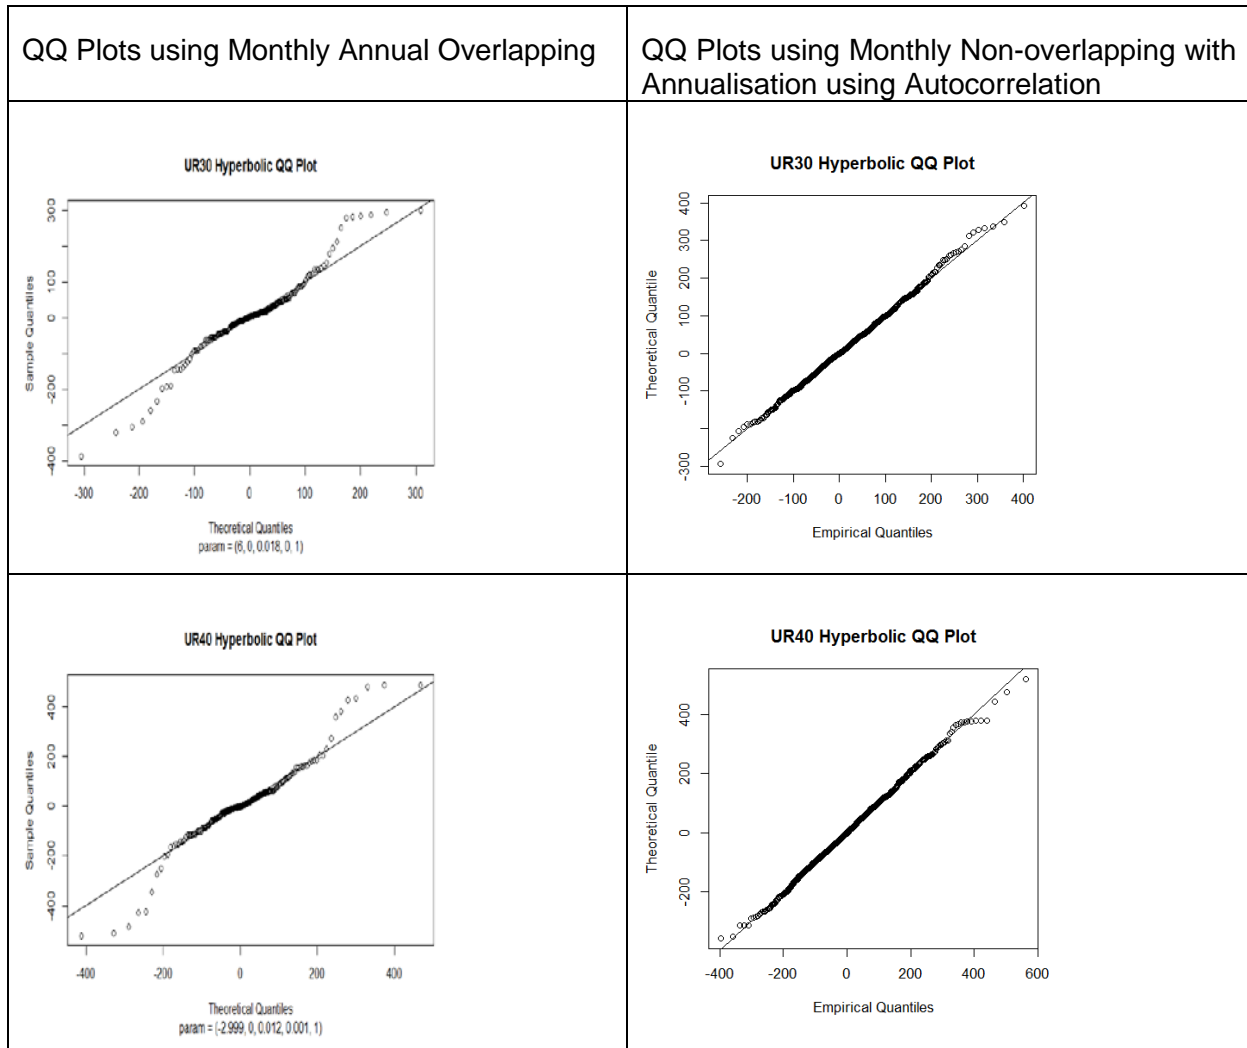 QQ Plots using Monthly Annual Overlapping
QQ Plots using Monthly Non-overlapping with
Annualisation using Autocorrelation
UR30 Hyperbolic QQ Plot
Sample Quantiles
300
100
0
-200
-400
-300 -200 -100 0 100 200 300
Theoretical Quantiles
param = (6, 0, 0.018, 0, 1)
UR30 Hyperbolic QQ Plot
Theoretical Quantile
400
300
200
100
0
-100
-300
-200 -100 0 100 200 300 400
Empirical Quantiles
UR40 Hyperbolic QQ Plot
Sample Quantiles
400
200
0
-200
-400
-400 -200 0 200 400
Theoretical Quantiles
param = (-2.999, 0, 0.012, 0.001, 1)
UR40 Hyperbolic QQ Plot
Theoretical Quantile
400
200
0
-200
-400 -200 0 200 400 600
Empirical Quantiles